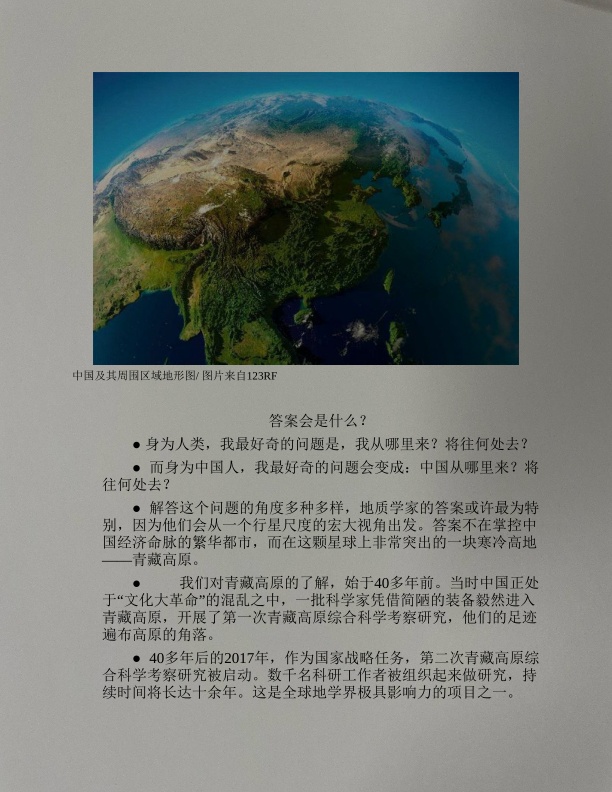 中国及其周围区域地形图/ 图片来自123RF
答案会是什么？
● 身为人类，我最好奇的问题是，我从哪里来？将往何处去？
● 而身为中国人，我最好奇的问题会变成：中国从哪里来？将
往何处去？
● 解答这个问题的角度多种多样，地质学家的答案或许最为特
别，因为他们会从一个行星尺度的宏大视角出发。答案不在掌控中
国经济命脉的繁华都市，而在这颗星球上非常突出的一块寒冷高地
——青藏高原。
● 我们对青藏高原的了解，始于40多年前。当时中国正处
于“文化大革命”的混乱之中，一批科学家凭借简陋的装备毅然进入
青藏高原，开展了第一次青藏高原综合科学考察研究，他们的足迹
遍布高原的角落。
● 40多年后的2017年，作为国家战略任务，第二次青藏高原综
合科学考察研究被启动。数千名科研工作者被组织起来做研究，持
续时间将长达十余年。这是全球地学界极具影响力的项目之一。